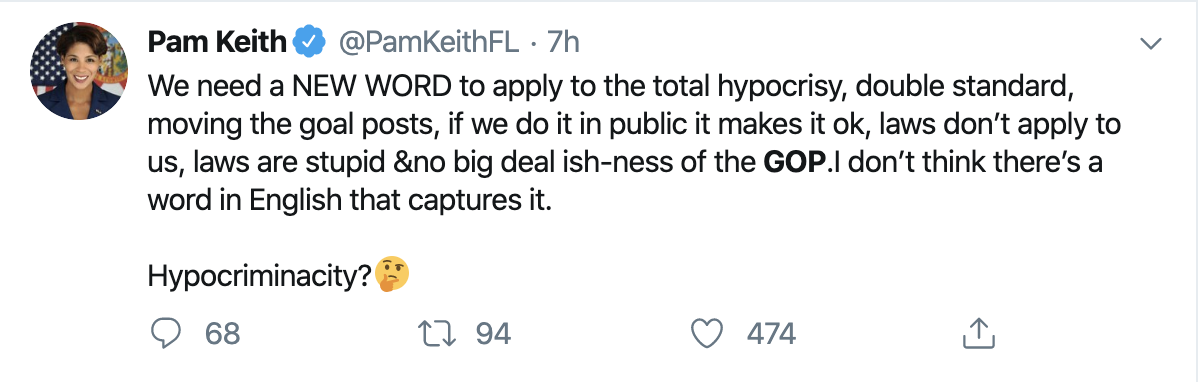 Pam Keith @PamKeithFL · 7h
We need a NEW WORD to apply to the total hypocrisy, double standard,
moving the goal posts, if we do it in public it makes it ok, laws don’t apply to
us, laws are stupid &no big deal ish-ness of the GOP.I don’t think there’s a
word in English that captures it.
Hypocriminacity?🤔
68 94 474